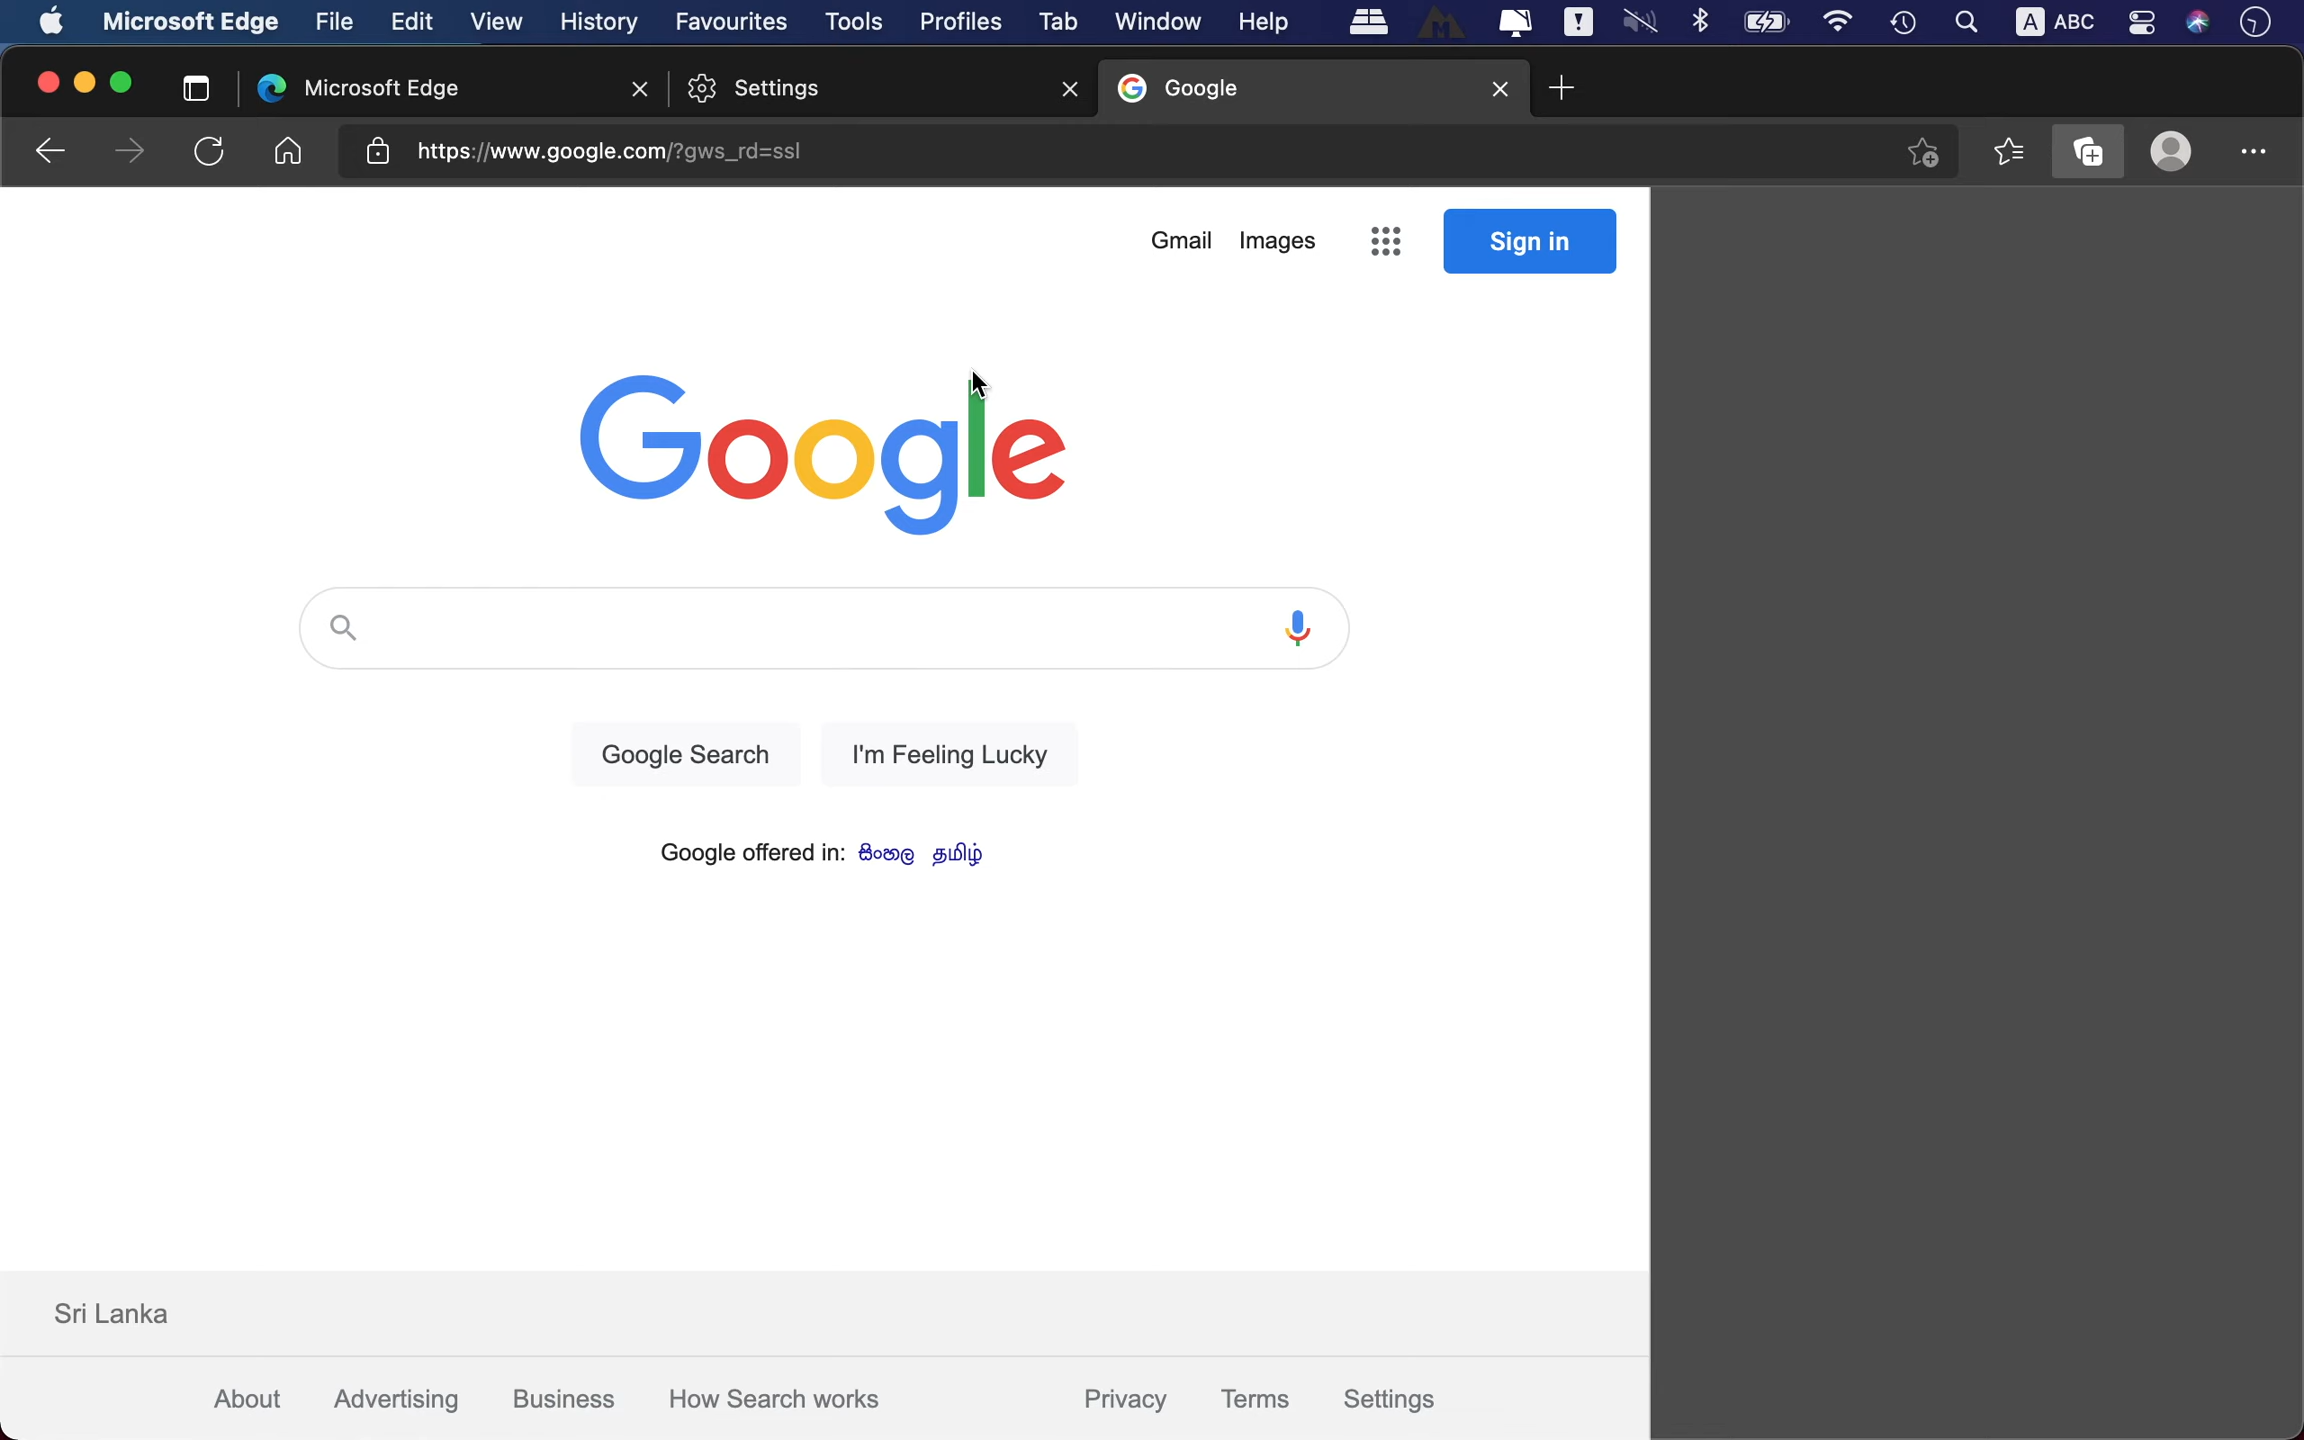 Microsoft Edge File Edit View History Favourites Tools Profiles Tab Window Help A ABC
Microsoft Edge Settings Google
https://www.google.com/?gws_rd=ssl
Gmail Images Sign in
Google
Google Search I'm Feeling Lucky
Google offered in: සිංහල தமிழ்
Sri Lanka
About Advertising Business How Search works Privacy Terms Settings